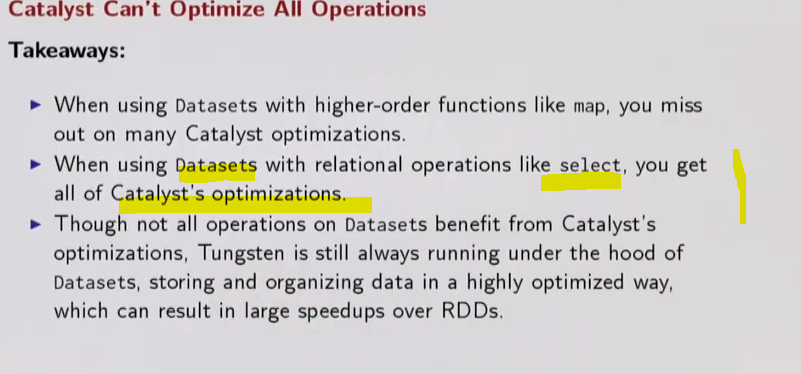 Catalyst Can't Optimize All Operations
Takeaways:
► When using Datasets with higher-order functions like map, you miss
out on many Catalyst optimizations.
► When using Datasets with relational operations like select, you get
all of Catalyst's optimizations.
► Though not all operations on Datasets benefit from Catalyst's
optimizations, Tungsten is still always running under the hood of
Datasets, storing and organizing data in a highly optimized way,
which can result in large speedups over RDDs.